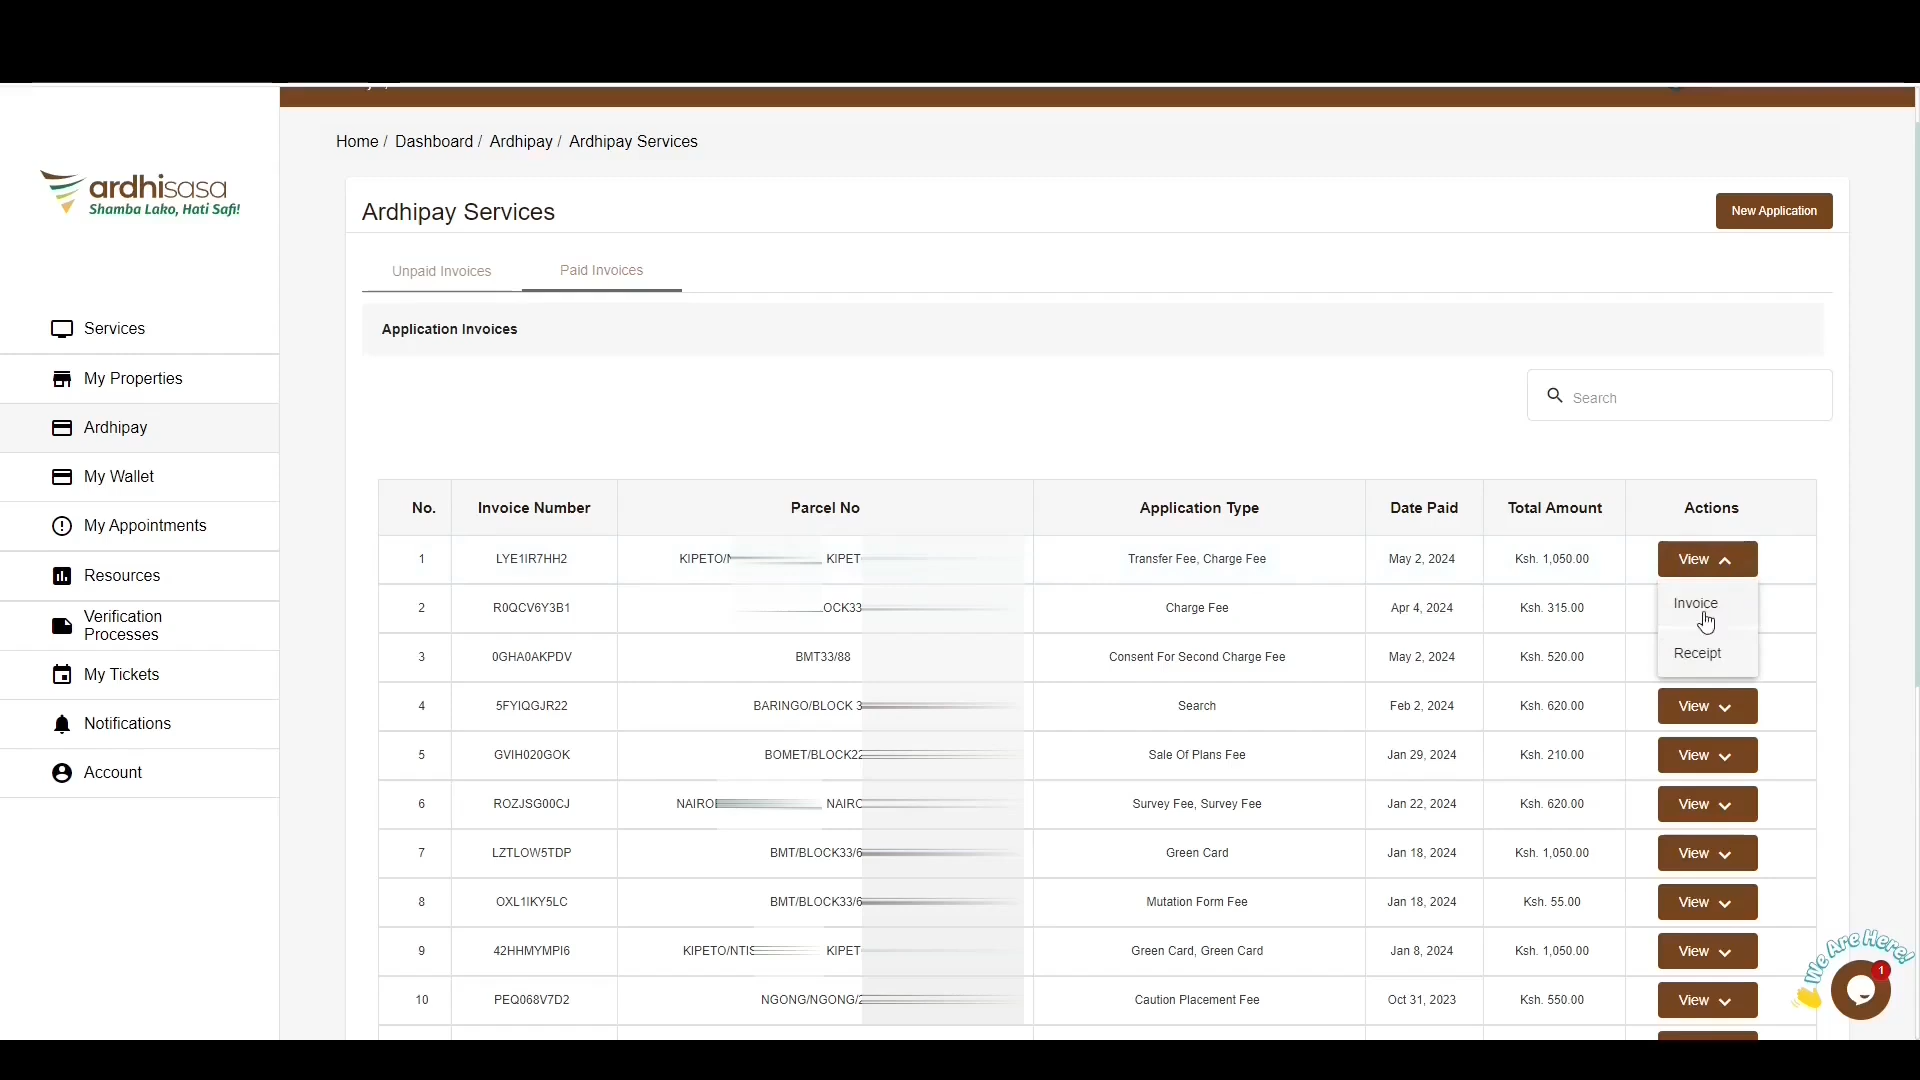 Home / Dashboard / Ardhipay / Ardhipay Services
ardhisasa
Shamba Lako, Hati Safi!
Services
My Properties
Ardhipay
My Wallet
My Appointments
Resources
Verification
Processes
My Tickets
Notifications
Account
Ardhipay Services
New Application
Unpaid Invoices Paid Invoices
Application Invoices
Search
No. Invoice Number Parcel No Application Type Date Paid Total Amount Actions
1 LYE1IR7HH2 KIPETO/ KIPET Transfer Fee, Charge Fee May 2, 2024 Ksh. 1,050.00 View
Invoice
Receipt
2 R0QCV6Y3B1 OCK33 Charge Fee Apr 4, 2024 Ksh. 315.00
3 0GHA0AKPDV BMT33/88 Consent For Second Charge Fee May 2, 2024 Ksh. 520.00
4 5FYIQGJR22 BARINGO/BLOCK 3 Search Feb 2, 2024 Ksh. 620.00 View
5 GVIH020GOK BOMET/BLOCK22 Sale Of Plans Fee Jan 29, 2024 Ksh. 210.00 View
6 ROZJSG00CJ NAIRO NAIRO Survey Fee, Survey Fee Jan 22, 2024 Ksh. 620.00 View
7 LZTLOW5TDP BMT/BLOCK33/6 Green Card Jan 18, 2024 Ksh. 1,050.00 View
8 OXL1IKY5LC BMT/BLOCK33/6 Mutation Form Fee Jan 18, 2024 Ksh. 55.00 View
9 42HHMYMPI6 KIPETO/NTIS KIPET Green Card, Green Card Jan 8, 2024 Ksh. 1,050.00 View
10 PEQ068V7D2 NGONG/NGONG/2 Caution Placement Fee Oct 31, 2023 Ksh. 550.00 View
We Are Here!
1